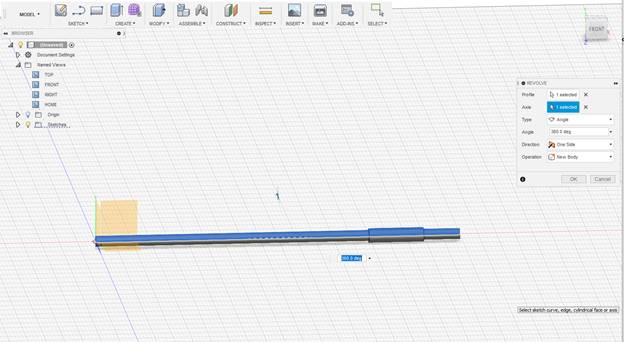 MODEL
SKETCH
CREATE
MODIFY
ASSEMBLE
CONSTRUCT
INSPECT
INSERT
MAKE
ADD-INS
SELECT
BROWSER
(Unsaved)
Document Settings
Named Views
TOP
FRONT
RIGHT
HOME
Origin
Sketches
FRONT
REVOLVE
Profile 1 selected
Axis 1 selected
Type Angle
Angle 360.0 deg
Direction One Side
Operation New Body
OK Cancel
360.0 deg
Select sketch curve, edge, cylindrical face or axis